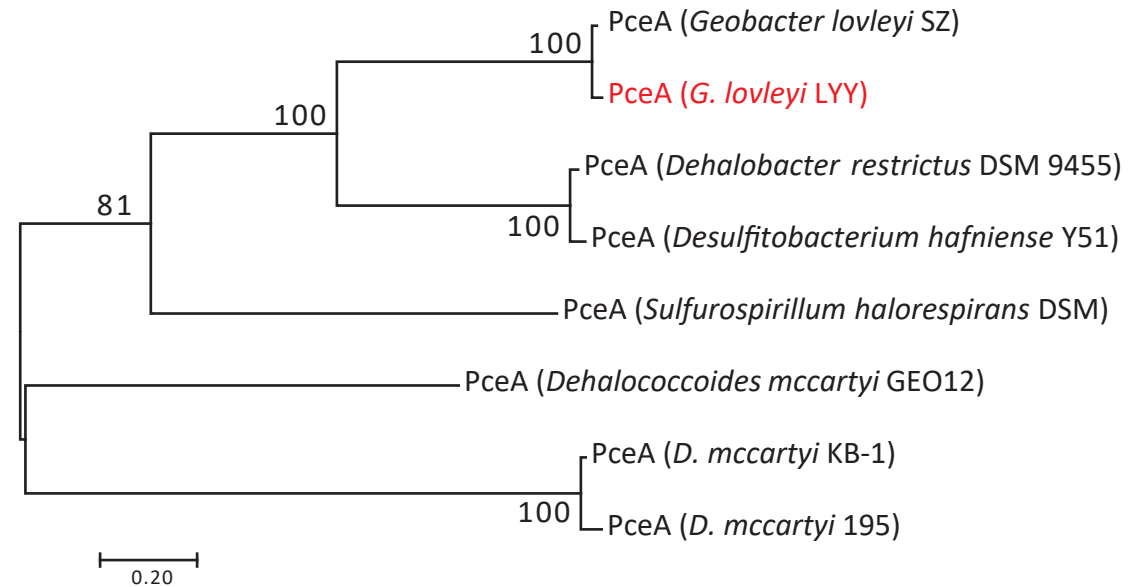 PceA (Geobacter lovleyi SZ)
100
PceA (G. lovleyi LYY)
100
PceA (Dehalobacter restrictus DSM 9455)
81
100
PceA (Desulfitobacterium hafniense Y51)
PceA (Sulfurospirillum halorespirans DSM)
PceA (Dehalococcoides mccartyi GEO12)
PceA (D. mccartyi KB-1)
100
PceA (D. mccartyi 195)
0.20